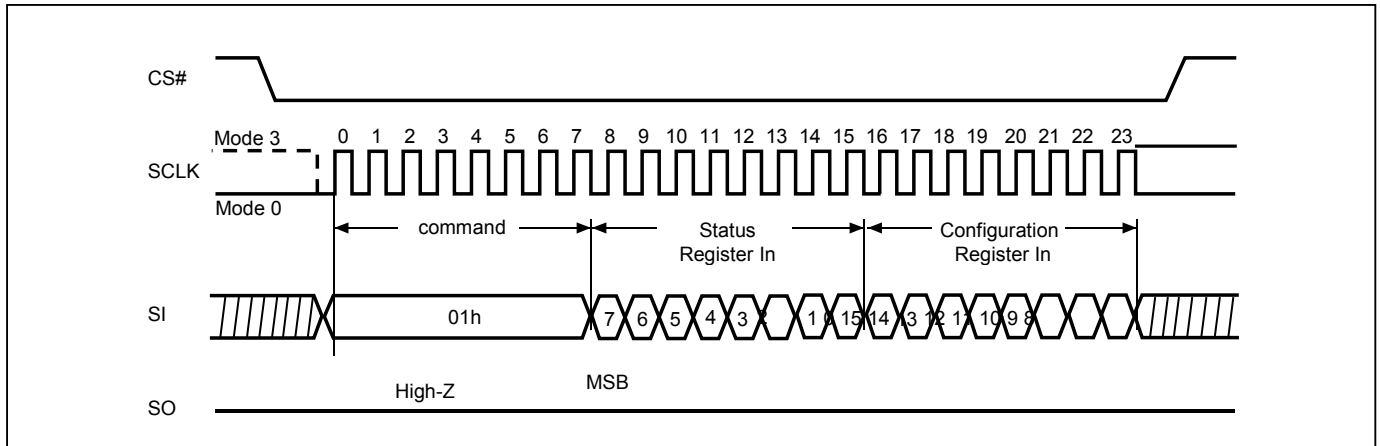 CS#
Mode 3
0 1 2 3 4 5 6 7 8 9 10 11 12 13 14 15 16 17 18 19 20 21 22 23
SCLK
Mode 0
command
Status
Register In
Configuration
Register In
SI
01h
7 6 5 4 3 2 1 0 15 14 13 12 11 10 9 8
High-Z
MSB
SO